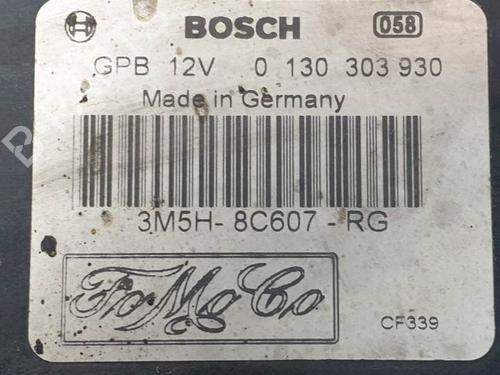 BOSCH 058
GPB 12V 0 130 303 930
Made in Germany
3M5H- 8C607 - RG
FoMoCo
CF339